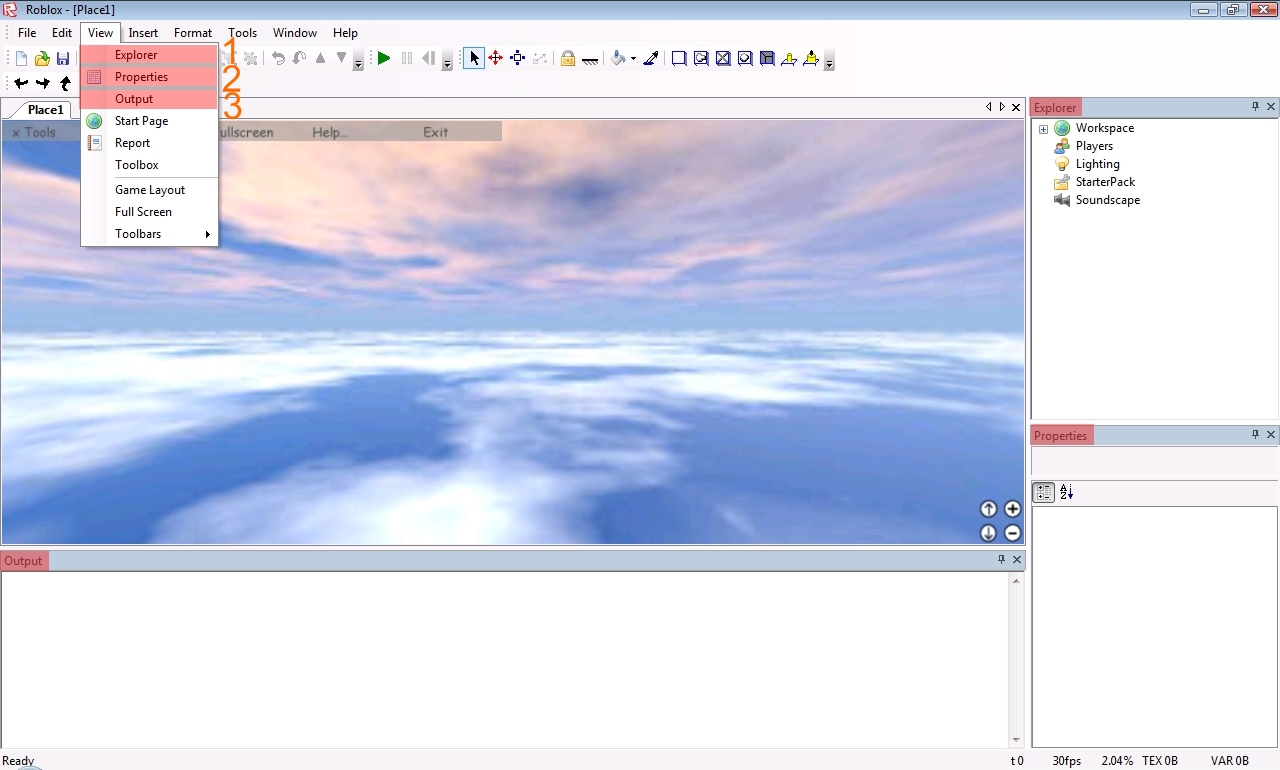 Roblox - [Place1]
File Edit View Insert Format Tools Window Help
Explorer 1
Properties 2
Output 3
Start Page
Report
Toolbox
Game Layout
Full Screen
Toolbars
Place1
x Tools Help... Exit
Explorer
Workspace
Players
Lighting
StarterPack
Soundscape
Properties
A
Z
Output
Ready t 0 30fps 2.04% TEX 0B VAR 0B